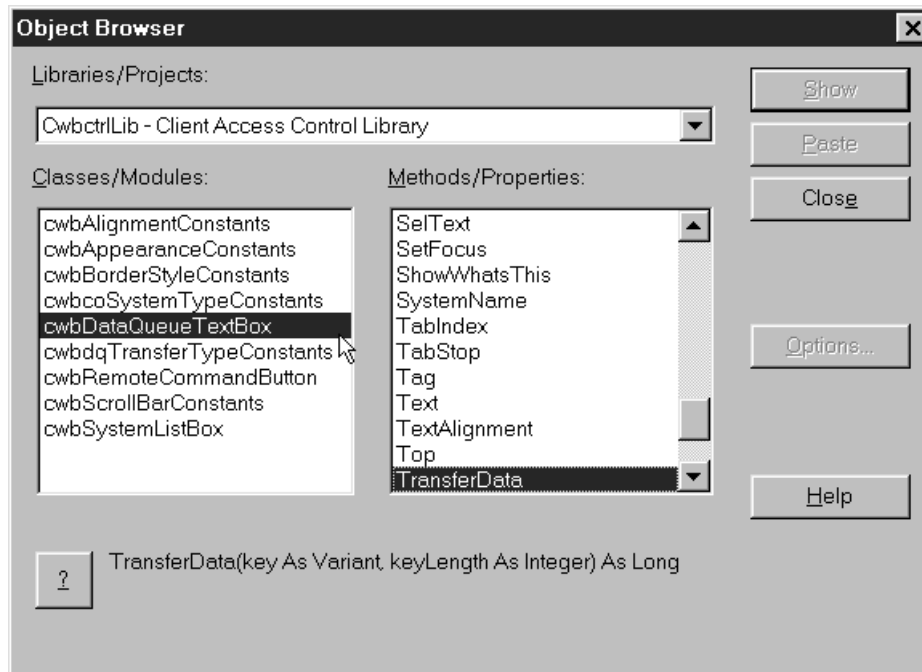 Object Browser
Libraries/Projects:
CwbctrlLib - Client Access Control Library
Classes/Modules:
cwbAlignmentConstants
cwbAppearanceConstants
cwbBorderStyleConstants
cwbcoSystemTypeConstants
cwbDataQueueTextBox
cwbdqTransferTypeConstants
cwbRemoteCommandButton
cwbScrollBarConstants
cwbSystemListBox
Methods/Properties:
SelText
SetFocus
ShowWhatsThis
SystemName
TabIndex
TabStop
Tag
Text
TextAlignment
Top
TransferData
Show
Paste
Close
Options...
Help
?
TransferData(key As Variant, keyLength As Integer) As Long